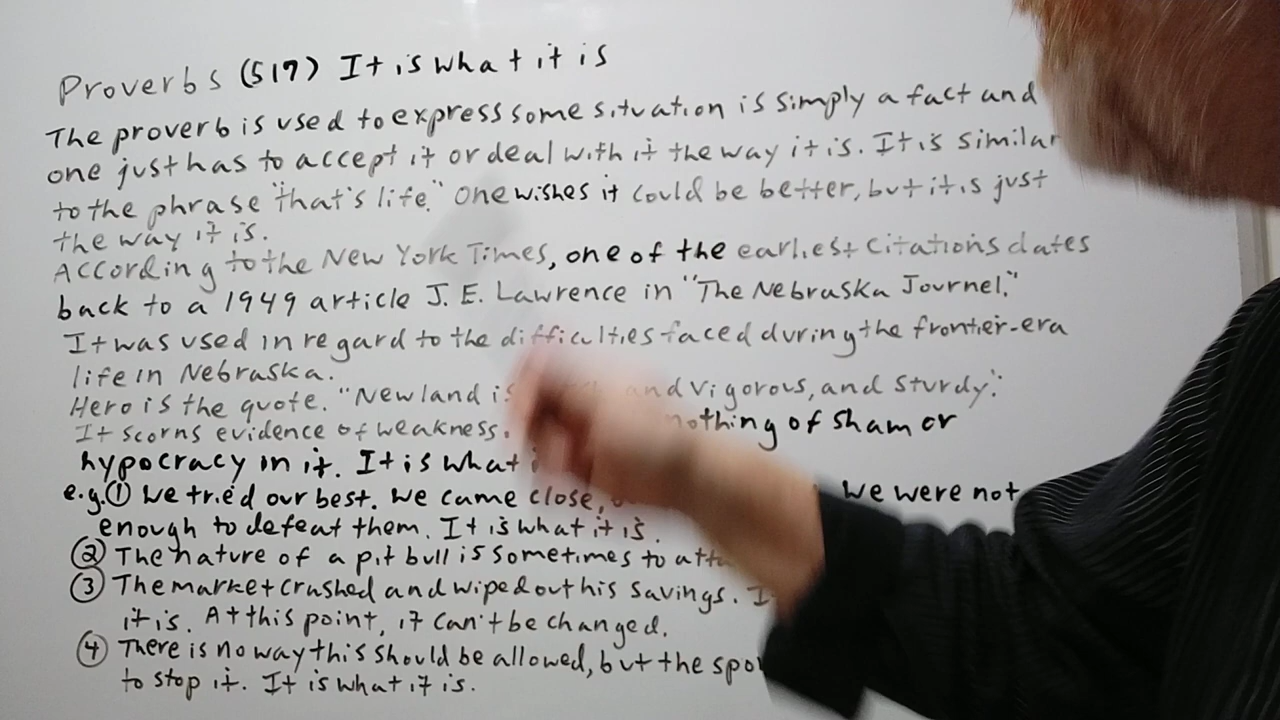 Proverbs (517) It is what it is
The proverb is used to express some situation is simply a fact and
one just has to accept it or deal with it the way it is. It is similar
to the phrase "that's life." One wishes it could be better, but it is just
the way it is.
According to the New York Times, one of the earliest citations dates
back to a 1949 article J. E. Lawrence in "The Nebraska Journel."
It was used in regard to the difficulties faced during the frontier-era
life in Nebraska.
Hero is the quote. "New land is and vigorous, and sturdy."
It scorns evidence of weakness. nothing of sham or
hypocracy in it. It is what
e.g. ① We tried our best. We came close, we were not
enough to defeat them. It is what it is.
② The nature of a pit bull is sometimes to
③ The market crushed and wiped out his savings.
it is. At this point, it can't be changed.
④ There is no way this should be allowed, but the
to stop it. It is what it is.